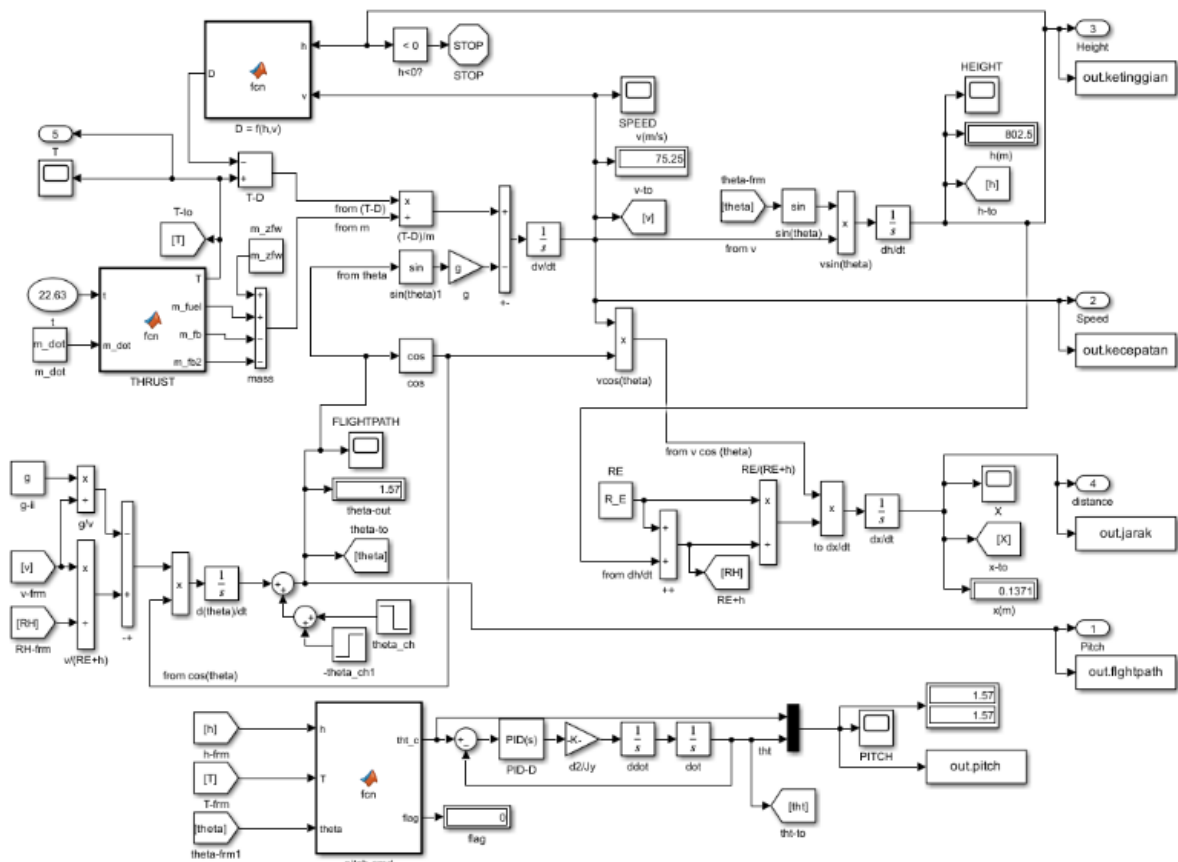 h
fcn
D
v
D = f(h,v)
< 0
h<0?
STOP
STOP
3
Height
out.ketinggian
HEIGHT
802.5
h(m)
[h]
h-to
SPEED
v(m/s)
75.25
v-to
[v]
5
T
T-to
[T]
T-D
from (T-D)
from m
(T-D)/m
from theta
sin
sin(theta)1
g
g
+-
1
s
dv/dt
theta-frm
[theta]
sin
sin(theta)
from v
vsin(theta)
1
s
dh/dt
m_zfw
m_zfw
22.63
t
m_dot
m_dot
t
m_dot
fcn
T
m_fuel
m_fb
m_fb2
THRUST
mass
cos
cos
vcos(theta)
2
Speed
out.kecepatan
FLIGHTPATH
1.57
theta-out
theta-to
[theta]
from v cos (theta)
RE
R_E
RE/(RE+h)
from dh/dt
++
[RH]
RE+h
to dx/dt
1
s
dx/dt
X
[X]
x-to
0.1371
x(m)
4
distance
out.jarak
g
g-ii
g/v
[v]
v-frm
[RH]
RH-frm
v/(RE+h)
-+
1
s
d(theta)/dt
theta_ch
-theta_ch1
from cos(theta)
1
Pitch
out.flghtpath
[h]
h-frm
[T]
T-frm
[theta]
theta-frm1
h
T
theta
fcn
tht_c
flag
PID(s)
PID-D
-K-
d2/Jy
1
s
ddot
1
s
dot
tht
[tht]
tht-to
0
flag
1.57
1.57
PITCH
out.pitch